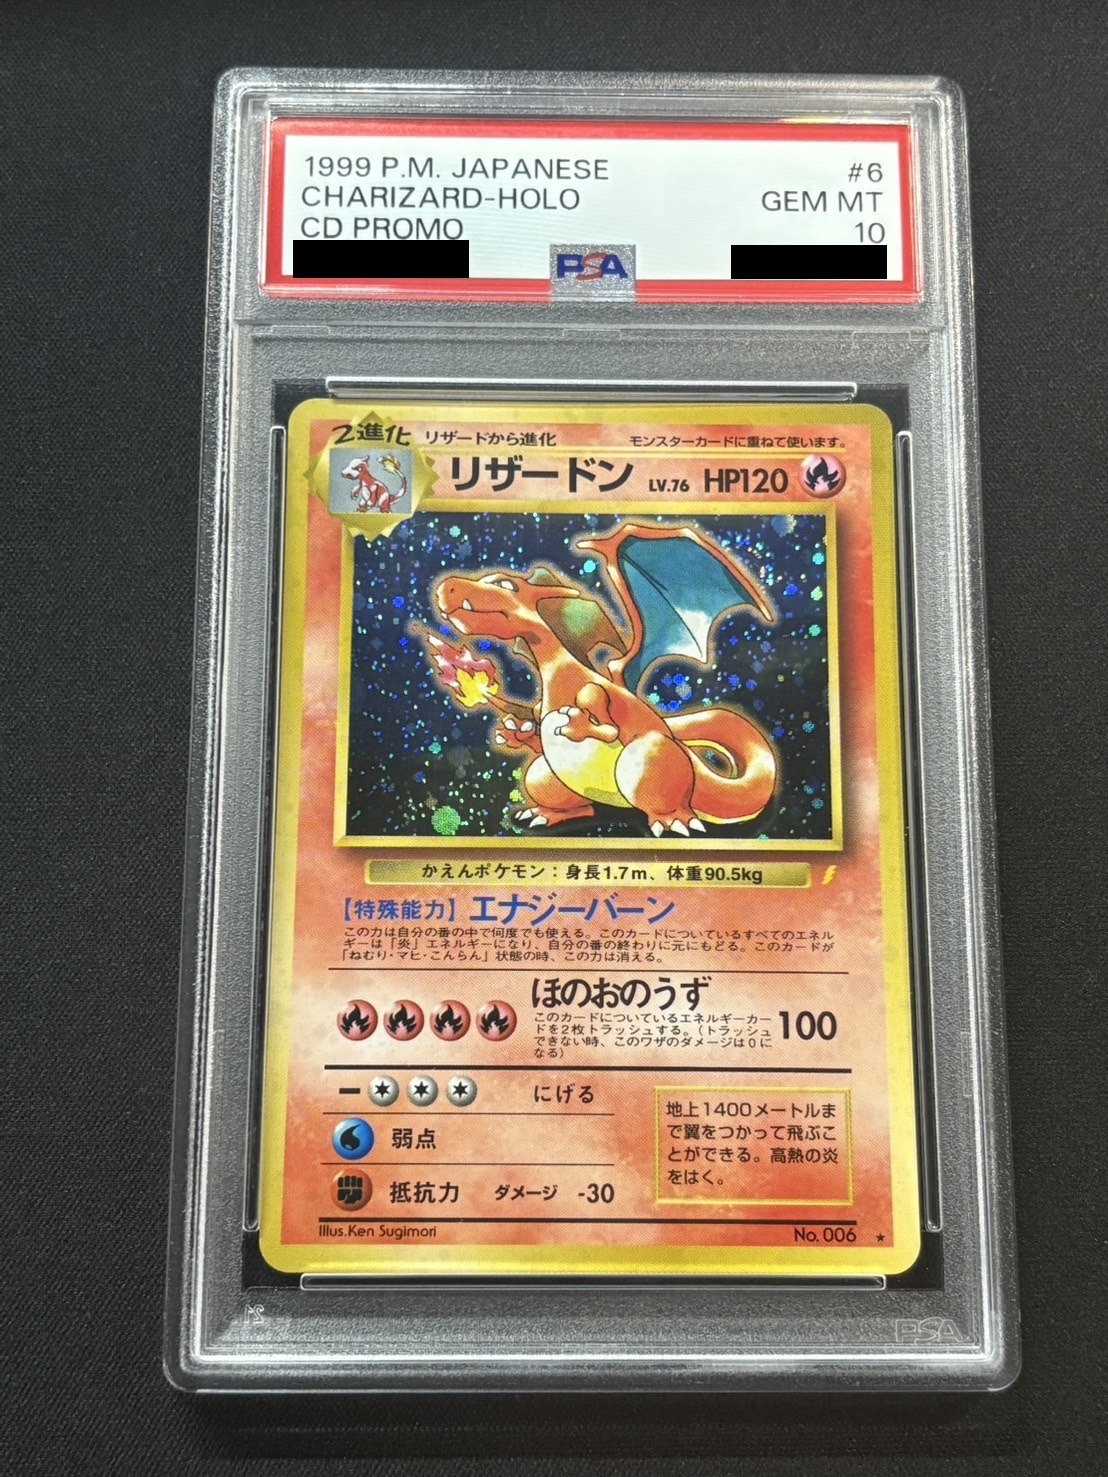 1999 P.M. JAPANESE #6
CHARIZARD-HOLO GEM MT
CD PROMO 10
PSA
2進化 リザードから進化 モンスターカードに重ねて使います。
リザードン LV.76 HP120
かえんポケモン：身長1.7m、体重90.5kg
【特殊能力】エナジーバーン
この力は自分の番の中で何度でも使える。このカードについているすべてのエネル
ギーは「炎」エネルギーになり、自分の番の終わりに元にもどる。このカードが
「ねむり・マヒ・こんらん」状態の時、この力は消える。
ほのおのうず
このカードについているエネルギーカー
ドを2枚トラッシュする。（トラッシュ
できない時、このワザのダメージは0に
なる）
100
にげる
弱点
抵抗力 ダメージ -30
地上1400メートルま
で翼をつかって飛ぶこ
とができる。高熱の炎
をはく。
Illus.Ken Sugimori No.006 ★
PSA